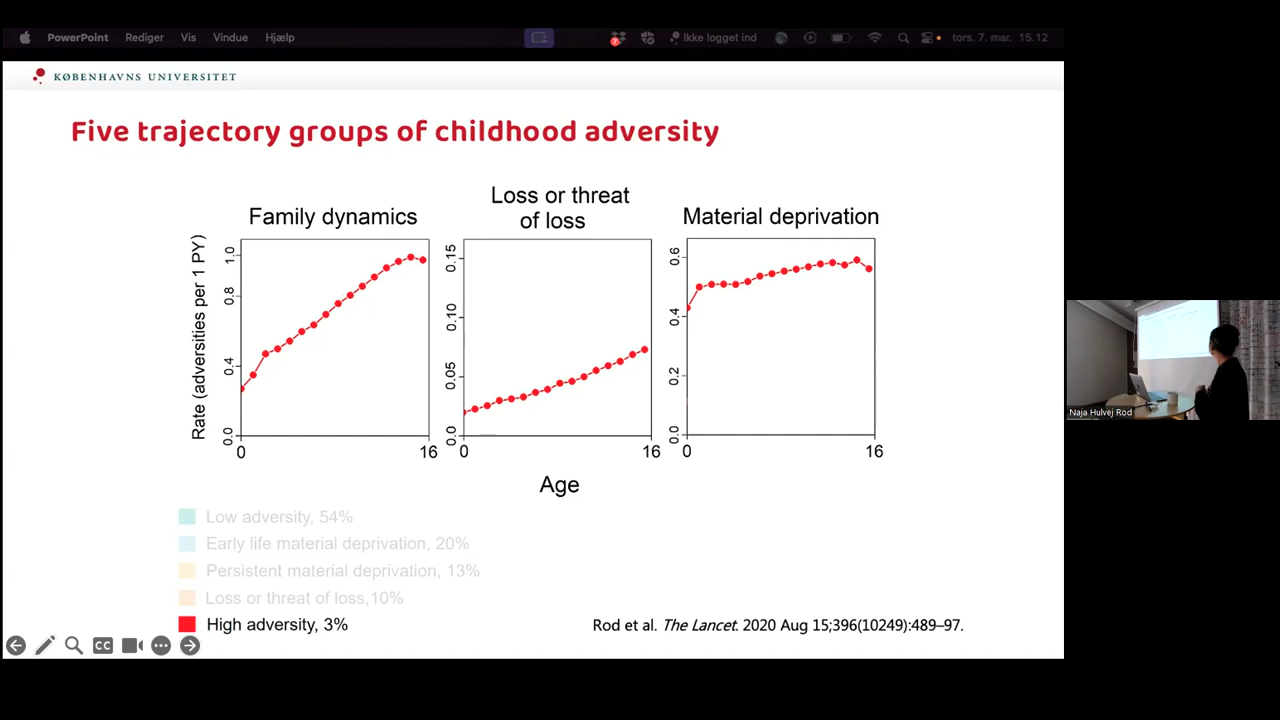 PowerPoint Rediger Vis Vindue Hjælp 7 Ikke logget ind tors. 7. mar. 15.12
KØBENHAVNS UNIVERSITET
Five trajectory groups of childhood adversity
Family dynamics
Loss or threat
of loss
Material deprivation
Rate (adversities per 1 PY)
1.0
0.8
0.4
0.0
0 16
0.15
0.10
0.05
0.0
0 16
0.6
0.4
0.2
0.0
0 16
Age
Low adversity, 54%
Early life material deprivation, 20%
Persistent material deprivation, 13%
Loss or threat of loss,10%
High adversity, 3%
Rod et al. The Lancet. 2020 Aug 15;396(10249):489–97.
CC
Naja Hulvej Rod